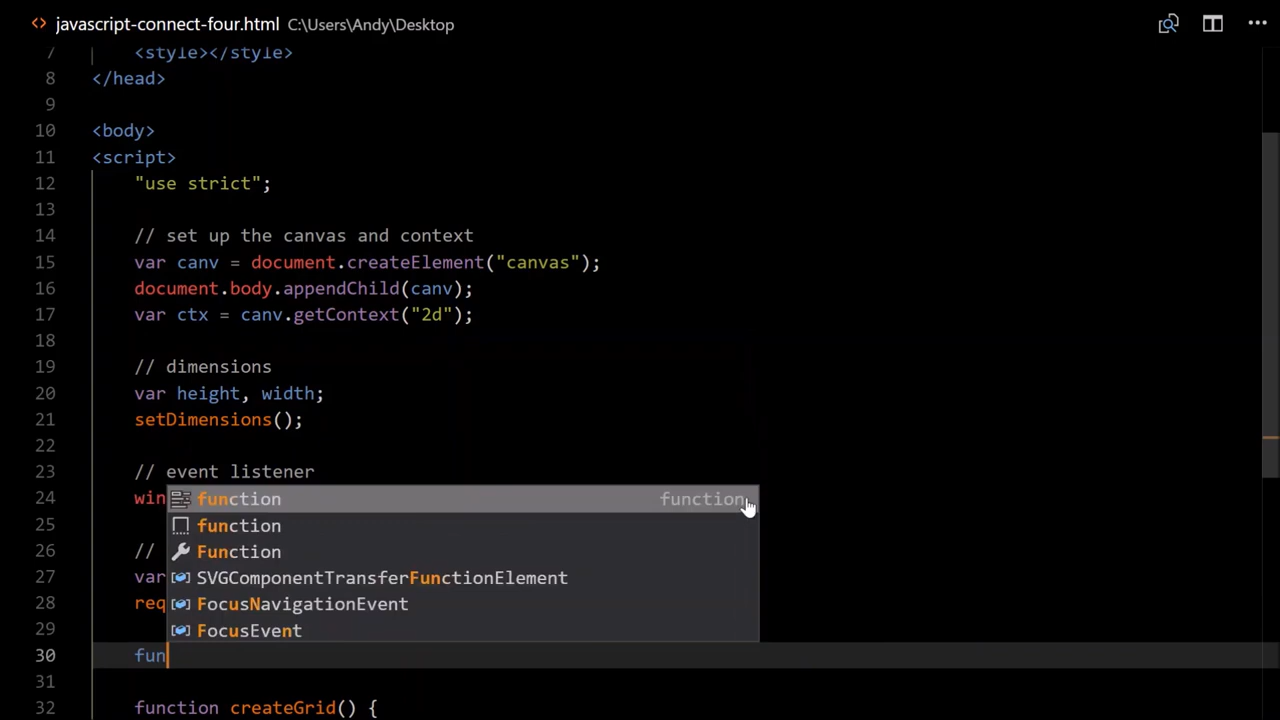 <> javascript-connect-four.html C:\Users\Andy\Desktop
7 <style></style>
8 </head>
9
10 <body>
11 <script>
12 "use strict";
13
14 // set up the canvas and context
15 var canv = document.createElement("canvas");
16 document.body.appendChild(canv);
17 var ctx = canv.getContext("2d");
18
19 // dimensions
20 var height, width;
21 setDimensions();
22
23 // event listener
24 win
function function
25
function
26 //
Function
27 var
SVGComponentTransferFunctionElement
28 req
FocusNavigationEvent
29
FocusEvent
30 fun
31
32 function createGrid() {